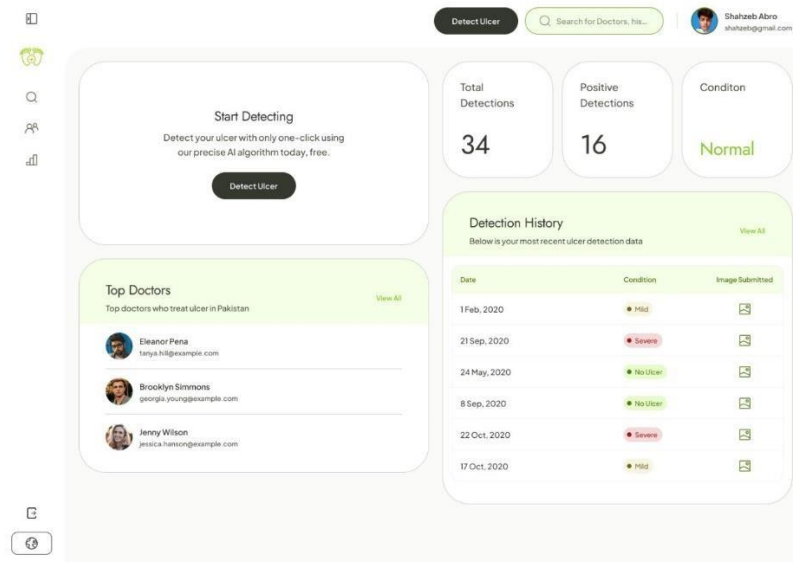 Detect Ulcer
Search for Doctors, his...
Shahzeb Abro
shahzeb@gmail.com
Start Detecting
Detect your ulcer with only one-click using
our precise AI algorithm today, free.
Detect Ulcer
Total
Detections
34
Positive
Detections
16
Conditon
Normal
Top Doctors
Top doctors who treat ulcer in Pakistan
View All
Eleanor Pena
tanya.hill@example.com
Brooklyn Simmons
georgia.young@example.com
Jenny Wilson
jessica.hanson@example.com
Detection History
Below is your most recent ulcer detection data
View All
Date Condition Image Submitted
1 Feb, 2020 Mild
21 Sep, 2020 Severe
24 May, 2020 No Ulcer
8 Sep, 2020 No Ulcer
22 Oct, 2020 Severe
17 Oct, 2020 Mild